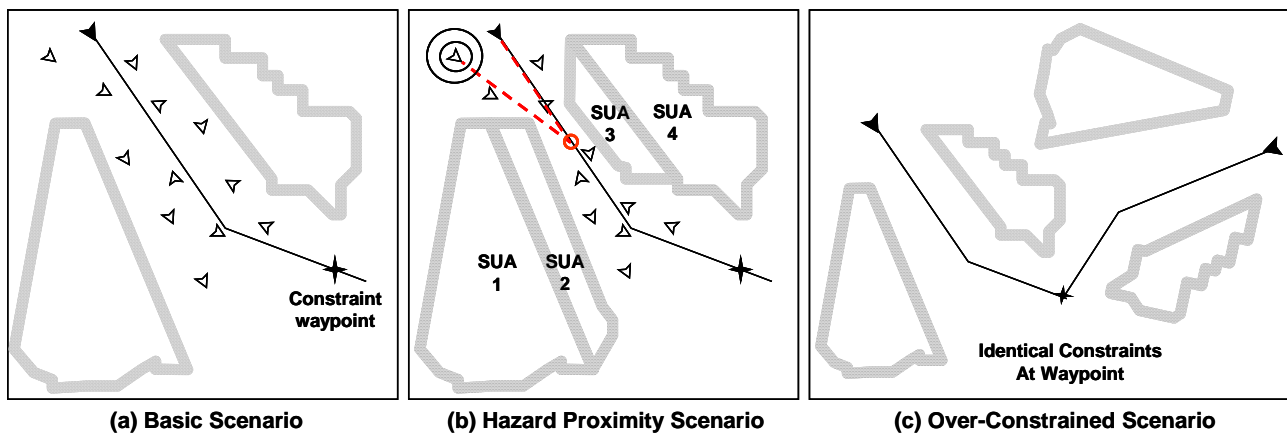 Constraint
waypoint
(a) Basic Scenario
SUA
3
SUA
4
SUA
1
SUA
2
(b) Hazard Proximity Scenario
Identical Constraints
At Waypoint
(c) Over-Constrained Scenario